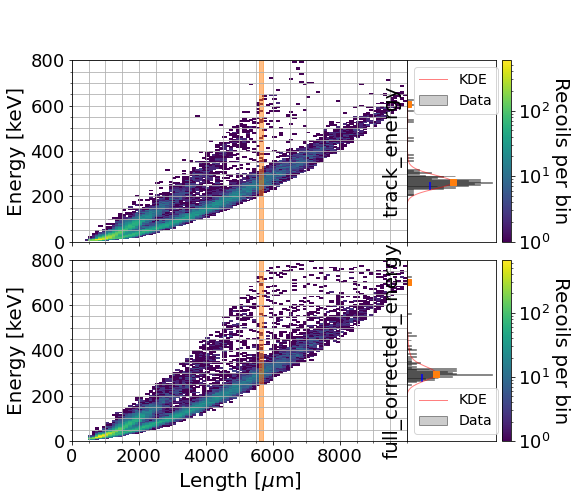 800
600
400
200
0
Energy [keV]
track_energy
KDE
Data
10²
10¹
10⁰
Recoils per bin
800
600
400
200
0
Energy [keV]
full_corrected_energy
KDE
Data
10²
10¹
10⁰
Recoils per bin
0 2000 4000 6000 8000
Length [μm]